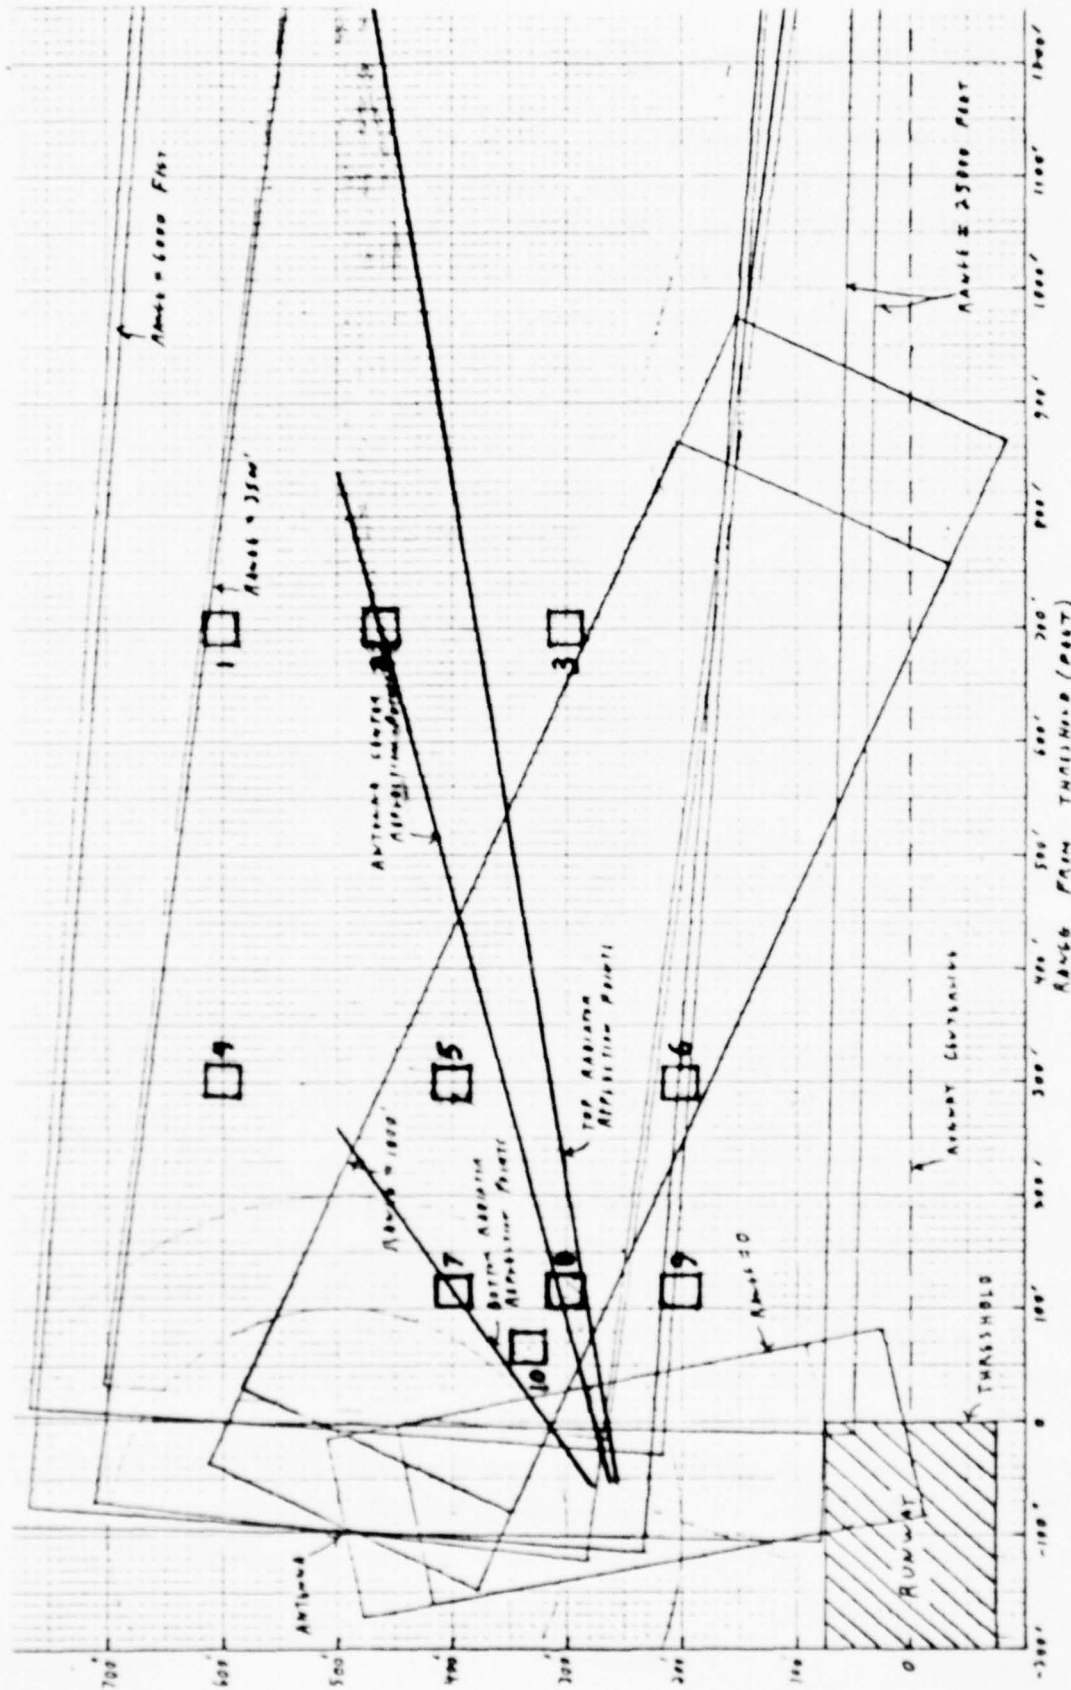 RANGE = 6000 FEET
RANGE = 3500'
1
2
3
ANTENNA CENTER
REFLECTION POINTS
4
5
6
RANGE = 1000'
BOTTOM RADIATOR
REFLECTION POINTS
TOP RADIATOR
REFLECTION POINTS
7
8
9
10
RANGE = 0
ANTENNA
THRESHOLD
RUNWAY
RUNWAY CENTERLINE
RANGE = 25000 FEET
700'
600'
500'
400'
300'
200'
100
0
-200'
-100'
0
100'
200'
300'
400'
500'
600'
700'
800'
900'
1000'
1100'
RANGE FROM THRESHOLD (FEET)